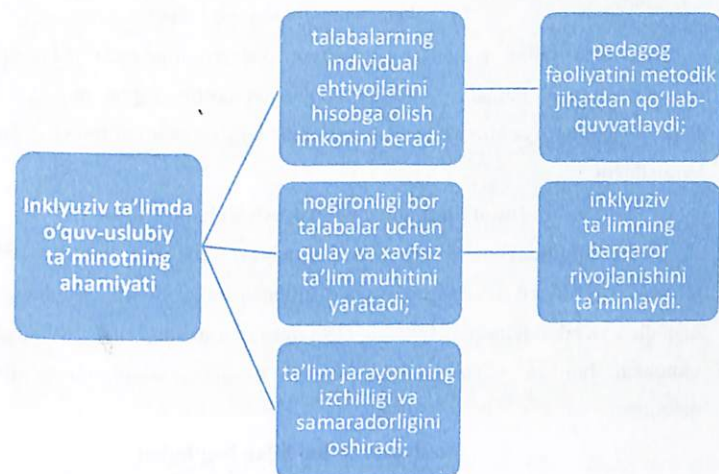 talabalarning
individual
ehtiyojlarini
hisobga olish
imkonini beradi;
pedagog
faoliyatini metodik
jihatdan qo‘llab-
quvvatlaydi;
Inklyuziv ta’limda
o‘quv-uslubiy
ta’minotning
ahamiyati
nogironligi bor
talabalar uchun
qulay va xavfsiz
ta’lim muhitini
yaratadi;
inklyuziv
ta’limning
barqaror
rivojlanishini
ta’minlaydi.
ta’lim jarayonining
izchilligi va
samaradorligini
oshiradi;